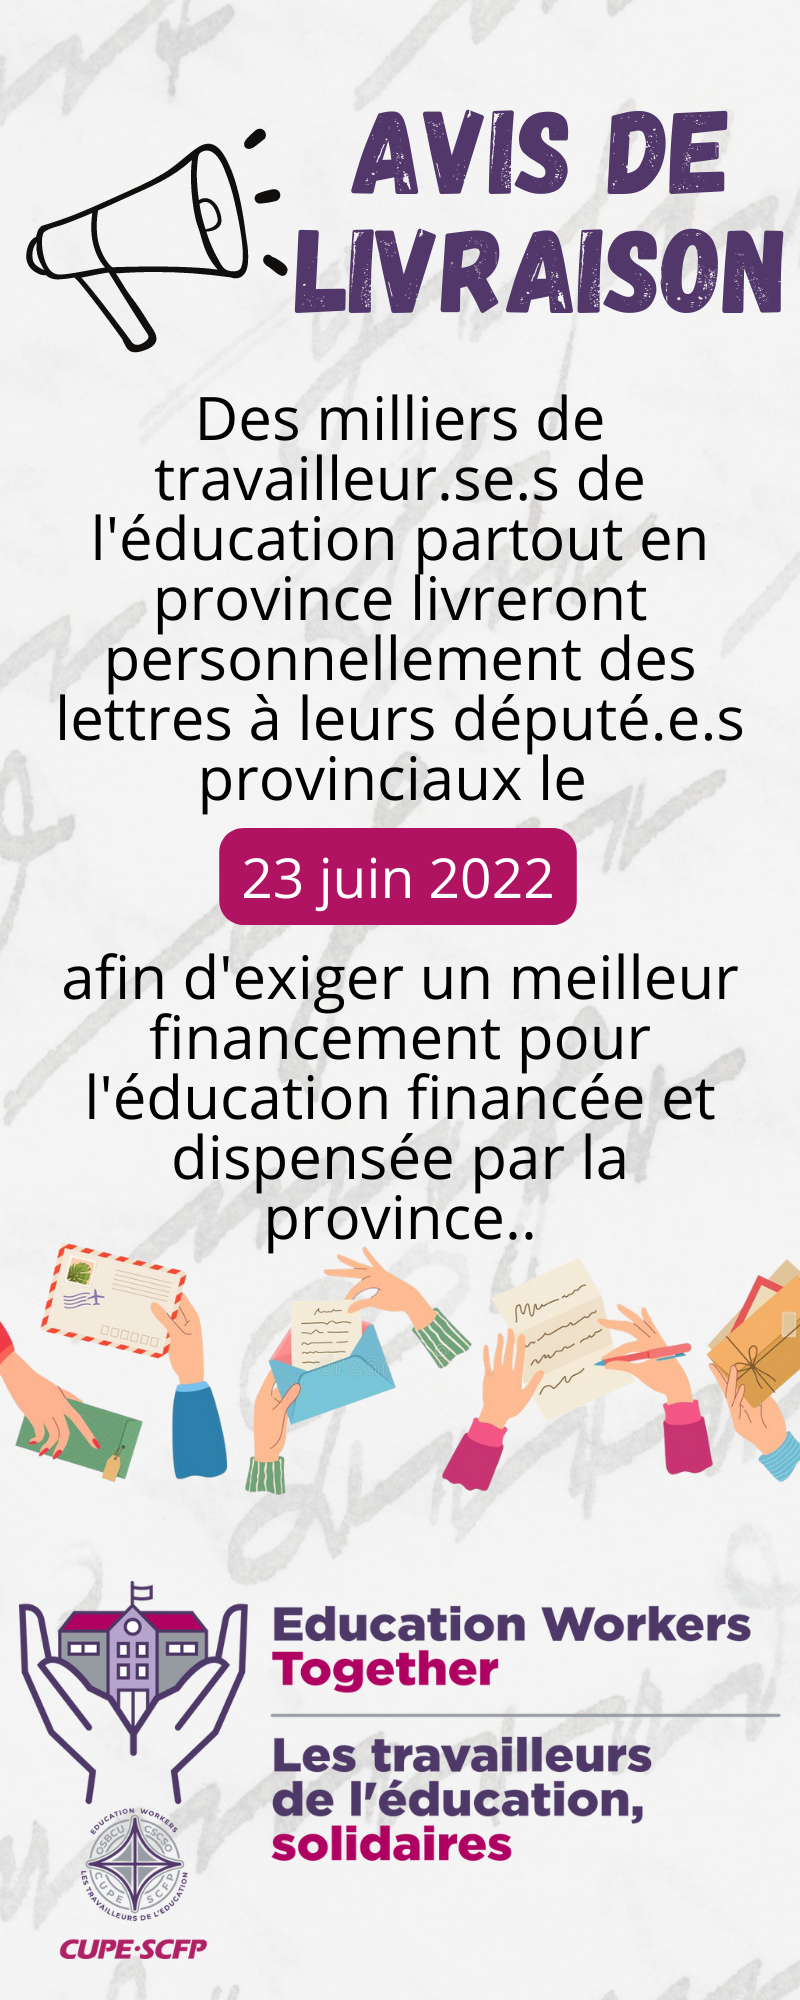 AVIS DE
LIVRAISON
Des milliers de
travailleur.se.s de
l'éducation partout en
province livreront
personnellement des
lettres à leurs député.e.s
provinciaux le
23 juin 2022
afin d'exiger un meilleur
financement pour
l'éducation financée et
dispensée par la
province..
Education Workers
Together
Les travailleurs
de l'éducation,
solidaires
EDUCATION WORKERS
OSBCU CSCSO
CUPE SCFP
LES TRAVAILLEURS DE L'EDUCATION
CUPE·SCFP